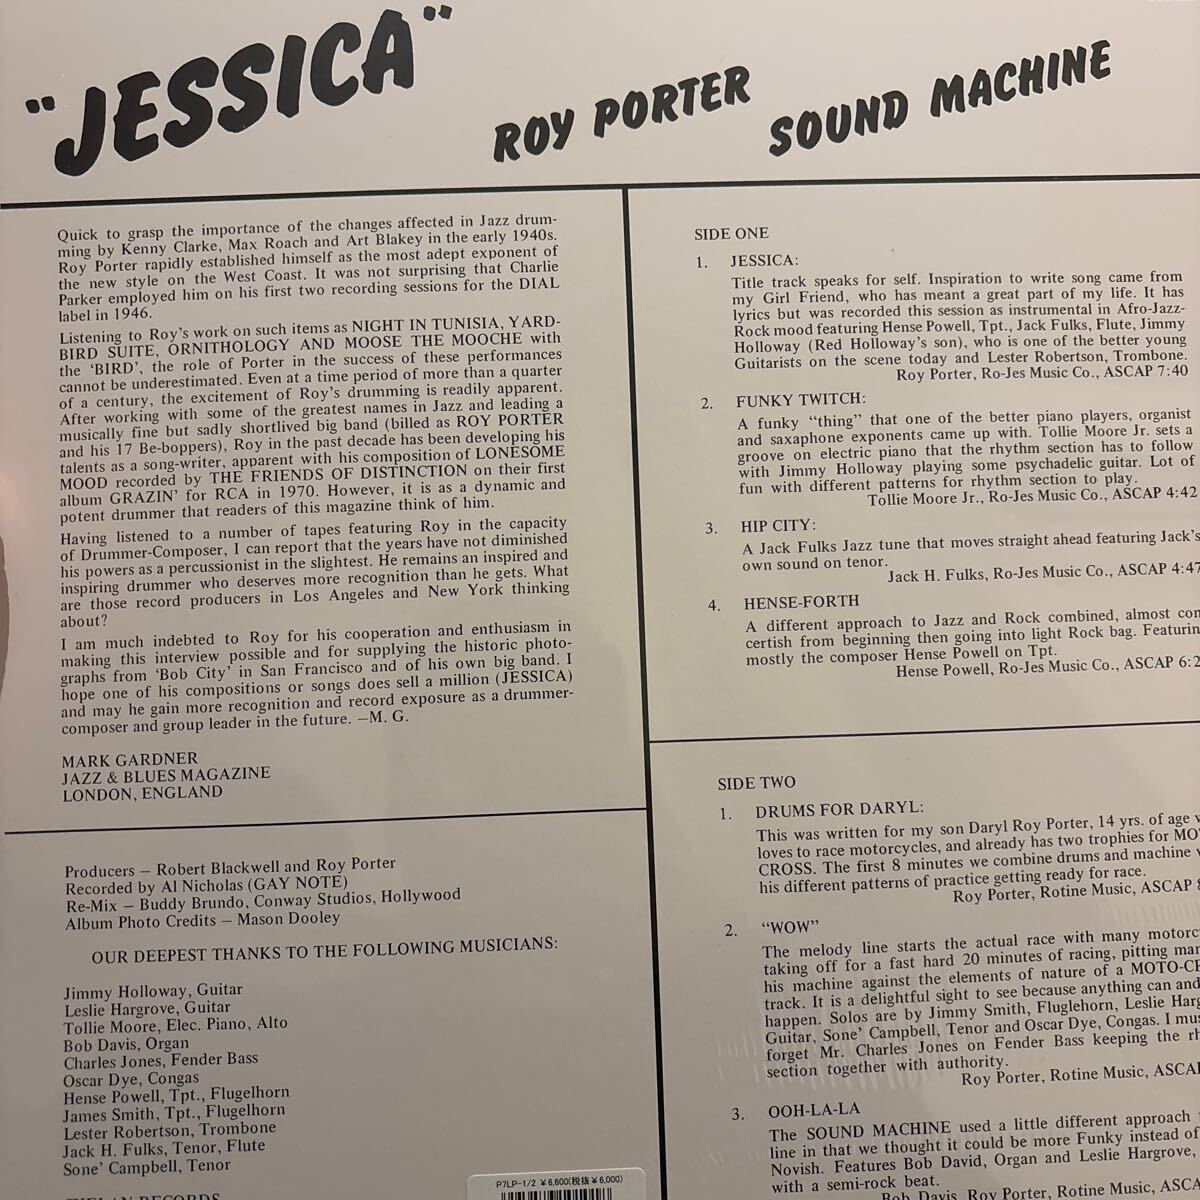 "JESSICA"
ROY PORTER
SOUND MACHINE
Quick to grasp the importance of the changes affected in Jazz drum-
ming by Kenny Clarke, Max Roach and Art Blakey in the early 1940s.
Roy Porter rapidly established himself as the most adept exponent of
the new style on the West Coast. It was not surprising that Charlie
Parker employed him on his first two recording sessions for the DIAL
label in 1946.
Listening to Roy's work on such items as NIGHT IN TUNISIA, YARD-
BIRD SUITE, ORNITHOLOGY AND MOOSE THE MOOCHE with
the 'BIRD', the role of Porter in the success of these performances
cannot be underestimated. Even at a time period of more than a quarter
of a century, the excitement of Roy's drumming is readily apparent.
After working with some of the greatest names in Jazz and leading a
musically fine but sadly shortlived big band (billed as ROY PORTER
and his 17 Be-boppers), Roy in the past decade has been developing his
talents as a song-writer, apparent with his composition of LONESOME
MOOD recorded by THE FRIENDS OF DISTINCTION on their first
album GRAZIN' for RCA in 1970. However, it is as a dynamic and
potent drummer that readers of this magazine think of him.
Having listened to a number of tapes featuring Roy in the capacity
of Drummer-Composer, I can report that the years have not diminished
his powers as a percussionist in the slightest. He remains an inspired and
inspiring drummer who deserves more recognition than he gets. What
are those record producers in Los Angeles and New York thinking
about?
I am much indebted to Roy for his cooperation and enthusiasm in
making this interview possible and for supplying the historic photo-
graphs from 'Bob City' in San Francisco and of his own big band. I
hope one of his compositions or songs does sell a million (JESSICA)
and may he gain more recognition and record exposure as a drummer-
composer and group leader in the future. —M. G.
MARK GARDNER
JAZZ & BLUES MAGAZINE
LONDON, ENGLAND
Producers — Robert Blackwell and Roy Porter
Recorded by Al Nicholas (GAY NOTE)
Re-Mix — Buddy Brundo, Conway Studios, Hollywood
Album Photo Credits — Mason Dooley
OUR DEEPEST THANKS TO THE FOLLOWING MUSICIANS:
Jimmy Holloway, Guitar
Leslie Hargrove, Guitar
Tollie Moore, Elec. Piano, Alto
Bob Davis, Organ
Charles Jones, Fender Bass
Oscar Dye, Congas
Hense Powell, Tpt., Flugelhorn
James Smith, Tpt., Flugelhorn
Lester Robertson, Trombone
Jack H. Fulks, Tenor, Flute
Sone' Campbell, Tenor
RECORDS
SIDE ONE
1. JESSICA:
Title track speaks for self. Inspiration to write song came from
my Girl Friend, who has meant a great part of my life. It has
lyrics but was recorded this session as instrumental in Afro-Jazz-
Rock mood featuring Hense Powell, Tpt., Jack Fulks, Flute, Jimmy
Holloway (Red Holloway's son), who is one of the better young
Guitarists on the scene today and Lester Robertson, Trombone.
Roy Porter, Ro-Jes Music Co., ASCAP 7:40
2. FUNKY TWITCH:
A funky "thing" that one of the better piano players, organist
and saxaphone exponents came up with. Tollie Moore Jr. sets a
groove on electric piano that the rhythm section has to follow
with Jimmy Holloway playing some psychadelic guitar. Lot of
fun with different patterns for rhythm section to play.
Tollie Moore Jr., Ro-Jes Music Co., ASCAP 4:42
3. HIP CITY:
A Jack Fulks Jazz tune that moves straight ahead featuring Jack's
own sound on tenor.
Jack H. Fulks, Ro-Jes Music Co., ASCAP 4:47
4. HENSE-FORTH
A different approach to Jazz and Rock combined, almost con
certish from beginning then going into light Rock bag. Featurin
mostly the composer Hense Powell on Tpt.
Hense Powell, Ro-Jes Music Co., ASCAP 6:2
SIDE TWO
1. DRUMS FOR DARYL:
This was written for my son Daryl Roy Porter, 14 yrs. of age
loves to race motorcycles, and already has two trophies for MO
CROSS. The first 8 minutes we combine drums and machine
his different patterns of practice getting ready for race.
Roy Porter, Rotine Music, ASCAP
2. "WOW"
The melody line starts the actual race with many motorc
taking off for a fast hard 20 minutes of racing, pitting man
his machine against the elements of nature of a MOTO-C
track. It is a delightful sight to see because anything can and
happen. Solos are by Jimmy Smith, Fluglehorn, Leslie Harg
Guitar, Sone' Campbell, Tenor and Oscar Dye, Congas. I mus
forget Mr. Charles Jones on Fender Bass keeping the rh
section together with authority.
Roy Porter, Rotine Music, ASCAP
3. OOH-LA-LA
The SOUND MACHINE used a little different approach
line in that we thought it could be more Funky instead of
Novish. Features Bob David, Organ and Leslie Hargrove,
with a semi-rock beat.
Bob Davis, Roy Porter, Rotine Music, ASCA
P7LP-1/2 ¥6,600(税抜¥6,000)